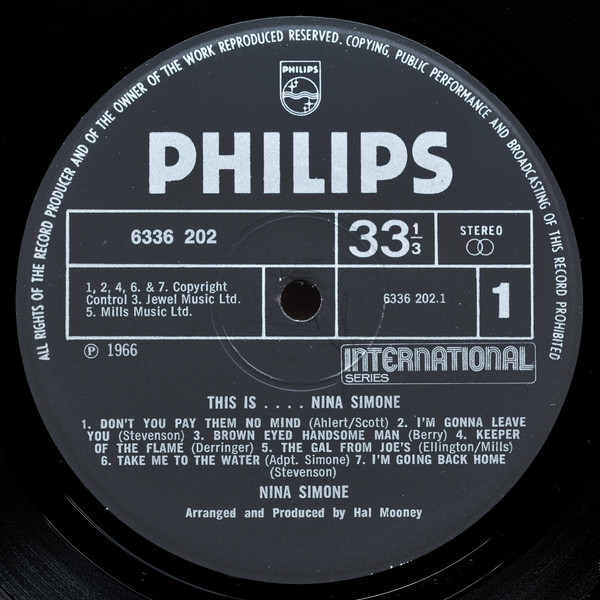 ALL RIGHTS OF THE RECORD PRODUCER AND OF THE OWNER OF THE WORK REPRODUCED RESERVED. COPYING, PUBLIC PERFORMANCE AND BROADCASTING OF THIS RECORD PROHIBITED
PHILIPS
PHILIPS
6336 202
33 1/3
STEREO
1, 2, 4, 6. & 7. Copyright
Control 3. Jewel Music Ltd.
5. Mills Music Ltd.
6336 202.1
1
Ⓟ 1966
INTERNATIONAL
SERIES
THIS IS . . . . NINA SIMONE
1. DON'T YOU PAY THEM NO MIND (Ahlert/Scott) 2. I'M GONNA LEAVE
YOU (Stevenson) 3. BROWN EYED HANDSOME MAN (Berry) 4. KEEPER
OF THE FLAME (Derringer) 5. THE GAL FROM JOE'S (Ellington/Mills)
6. TAKE ME TO THE WATER (Adpt. Simone) 7. I'M GOING BACK HOME
(Stevenson)
NINA SIMONE
Arranged and Produced by Hal Mooney